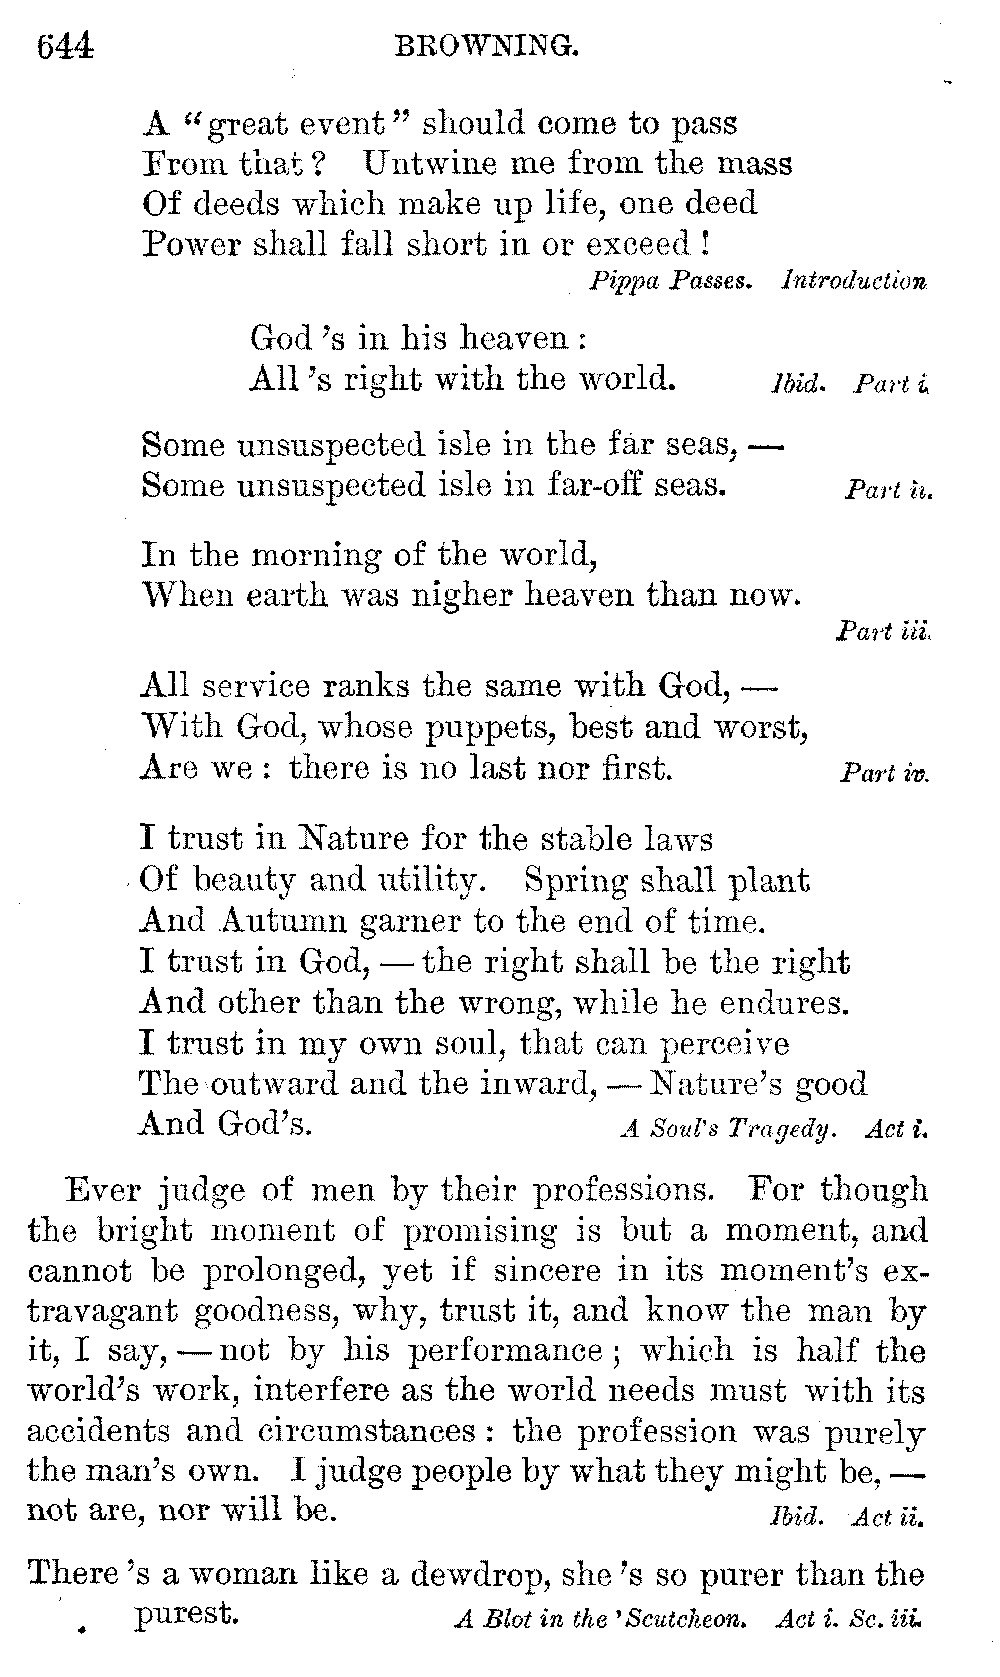 644 BROWNING.
A “great event” should come to pass
From that? Untwine me from the mass
Of deeds which make up life, one deed
Power shall fall short in or exceed!
Pippa Passes. Introduction
God 's in his heaven:
All 's right with the world. Ibid. Part i.
Some unsuspected isle in the far seas, —
Some unsuspected isle in far-off seas. Part ii.
In the morning of the world,
When earth was nigher heaven than now.
Part iii.
All service ranks the same with God, —
With God, whose puppets, best and worst,
Are we: there is no last nor first. Part iv.
I trust in Nature for the stable laws
Of beauty and utility. Spring shall plant
And Autumn garner to the end of time.
I trust in God, — the right shall be the right
And other than the wrong, while he endures.
I trust in my own soul, that can perceive
The outward and the inward, — Nature's good
And God's. A Soul's Tragedy. Act i.
Ever judge of men by their professions. For though
the bright moment of promising is but a moment, and
cannot be prolonged, yet if sincere in its moment's ex-
travagant goodness, why, trust it, and know the man by
it, I say, — not by his performance; which is half the
world's work, interfere as the world needs must with its
accidents and circumstances: the profession was purely
the man's own. I judge people by what they might be, —
not are, nor will be. Ibid. Act ii.
There 's a woman like a dewdrop, she 's so purer than the
purest. A Blot in the 'Scutcheon. Act i. Sc. iii.